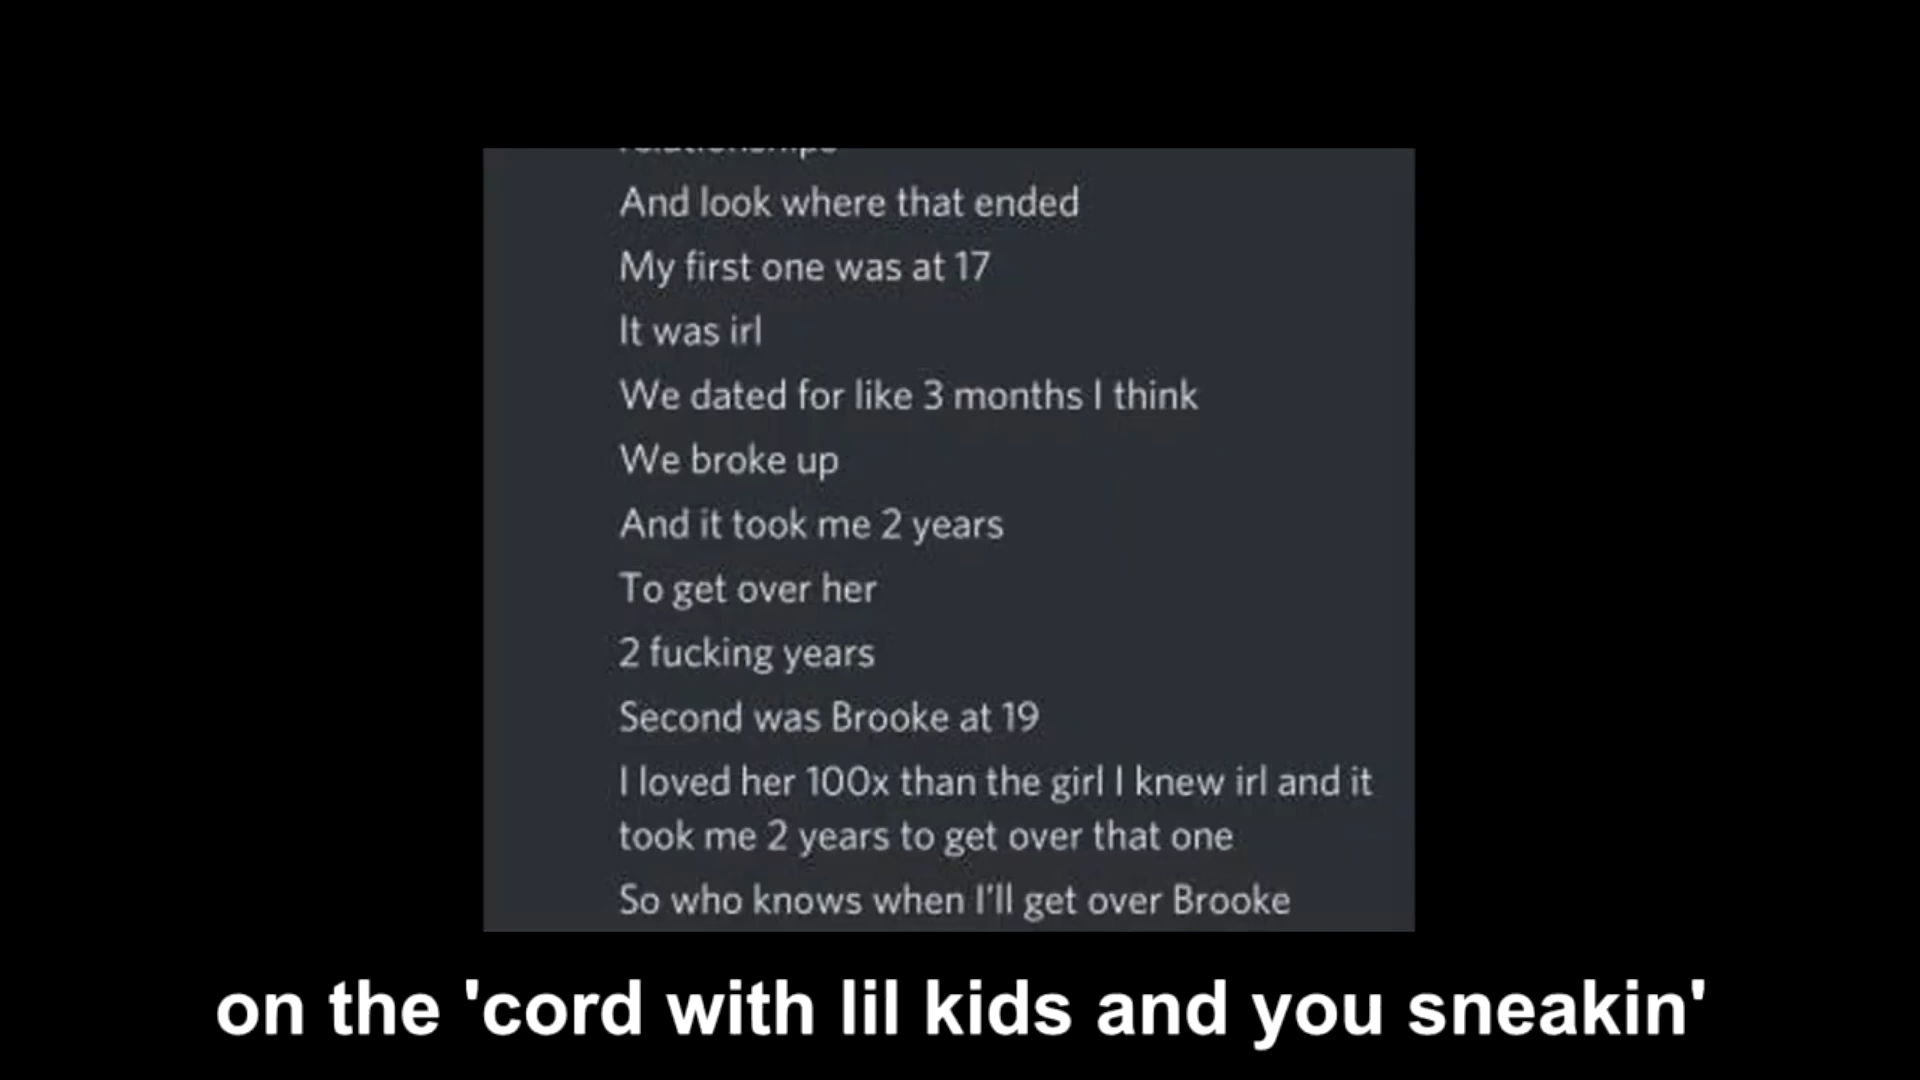 And look where that ended
My first one was at 17
It was irl
We dated for like 3 months I think
We broke up
And it took me 2 years
To get over her
2 fucking years
Second was Brooke at 19
I loved her 100x than the girl I knew irl and it
took me 2 years to get over that one
So who knows when I'll get over Brooke
on the 'cord with lil kids and you sneakin'